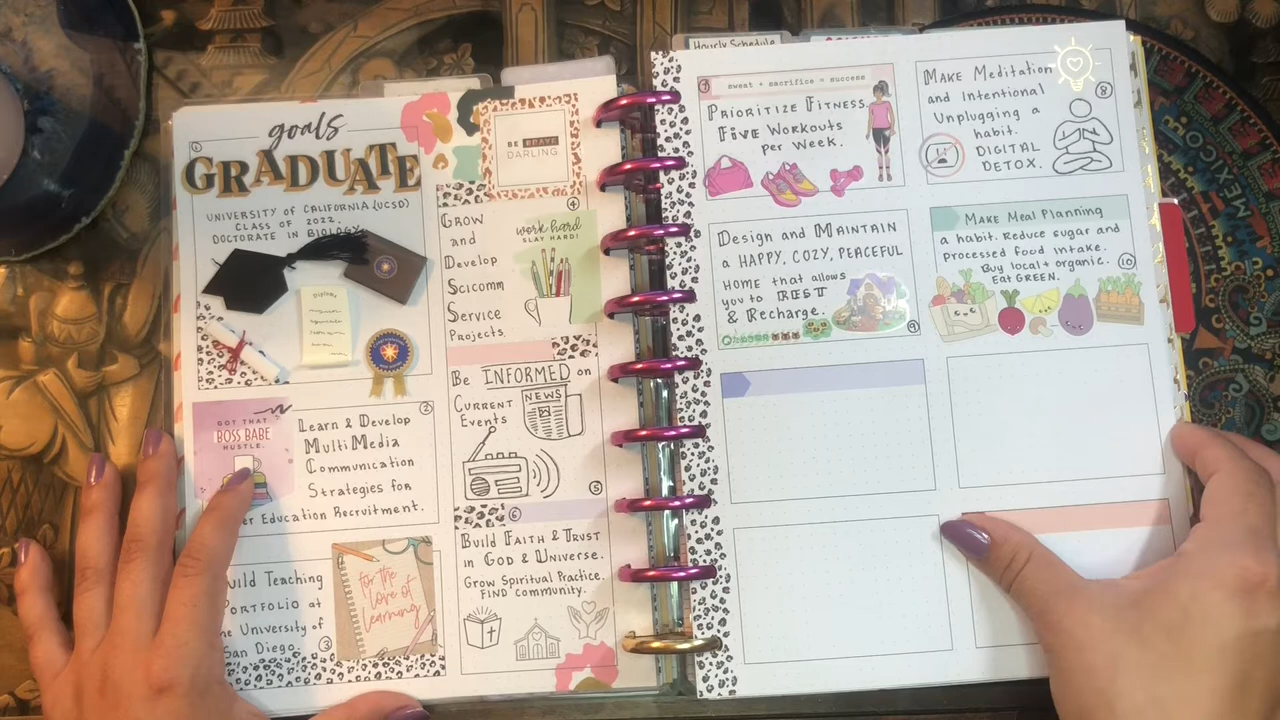 Hourly Schedule
①
goals
GRADUATE
UNIVERSITY of CALIFORNIA (UCSD)
CLASS OF 2022.
DOCTORATE IN BIOLOGY
Diploma
BE BRAVE
DARLING
GOT THAT
BOSS BABE
HUSTLE.
②
Learn & Develop
MultiMedia
Communication
Strategies for
er Education Recruitment.
uild Teaching
Portfolio at
he University of
San Diego.
③
for the
love of
learning
④
Grow
and
Develop
Scicomm
Service
Projects.
work hard
SLAY HARD!
Be INFORMED on
Current
Events
NEWS
⑤
⑥
Build Faith & Trust
in God & Universe.
Grow Spiritual Practice.
FIND Community.
⑦
sweat + sacrifice = success
Prioritize Fitness.
Five Workouts
per Week.
Make Meditation
and Intentional
Unplugging a
habit.
DIGITAL
DETOX.
⑧
Design and Maintain
a HAPPY, COZY, PEACEFUL
HOME that allows
you to REST
& Recharge.
⑨
Make Meal Planning
a habit. Reduce sugar and
processed food intake.
Buy local + organic.
Eat GREEN.
⑩
MEXICO